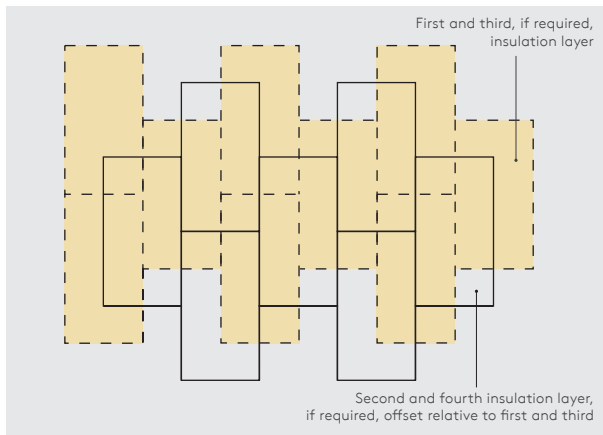 First and third, if required,
insulation layer
Second and fourth insulation layer,
if required, offset relative to first and third